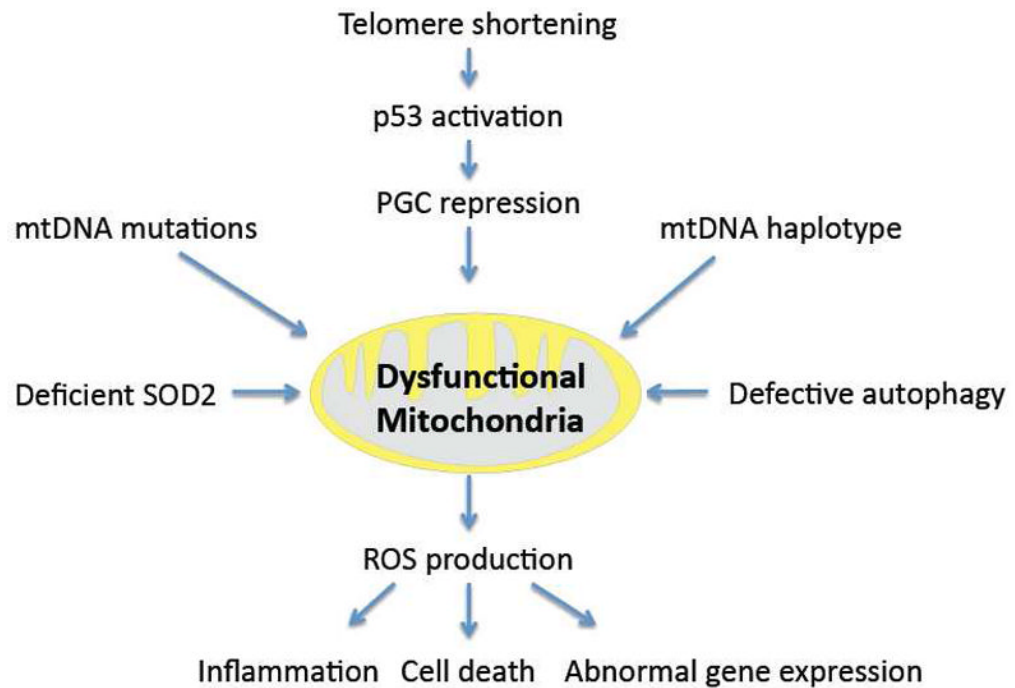 Telomere shortening
p53 activation
PGC repression
mtDNA mutations
mtDNA haplotype
Deficient SOD2
Dysfunctional
Mitochondria
Defective autophagy
ROS production
Inflammation
Cell death
Abnormal gene expression